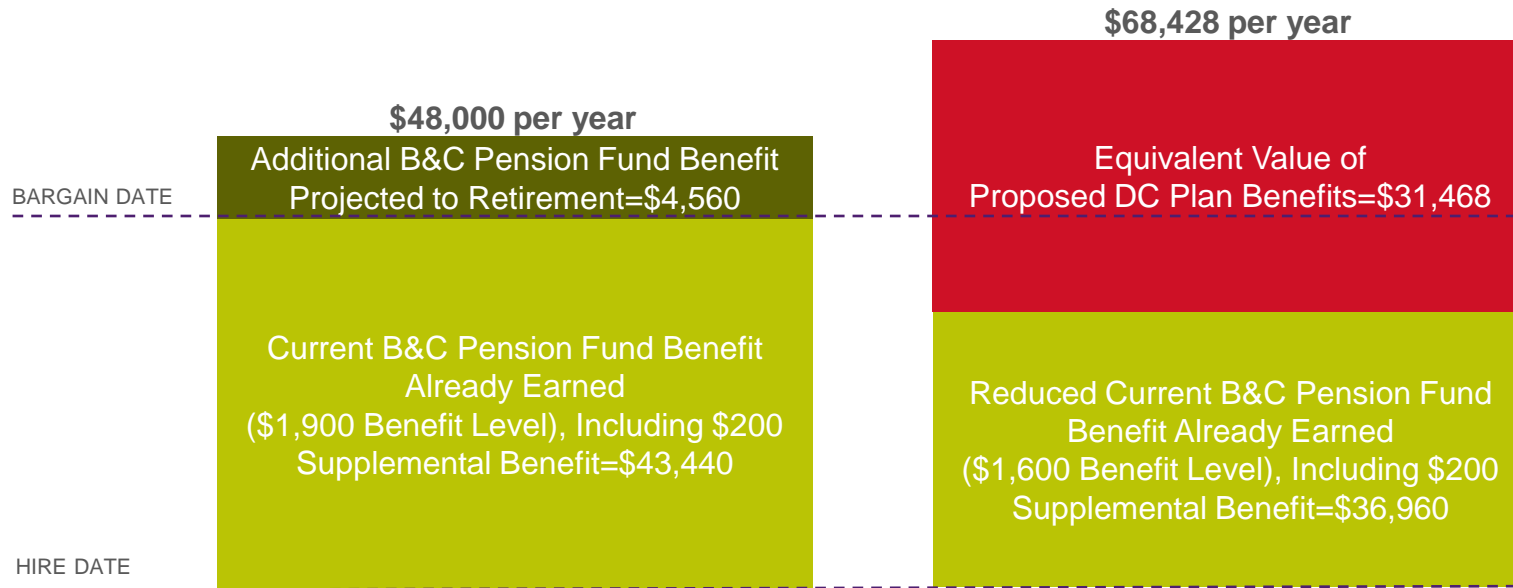 $68,428 per year
$48,000 per year
Additional B&C Pension Fund Benefit
Projected to Retirement=$4,560
BARGAIN DATE
Current B&C Pension Fund Benefit
Already Earned
($1,900 Benefit Level), Including $200
Supplemental Benefit=$43,440
Equivalent Value of
Proposed DC Plan Benefits=$31,468
Reduced Current B&C Pension Fund
Benefit Already Earned
($1,600 Benefit Level), Including $200
Supplemental Benefit=$36,960
HIRE DATE